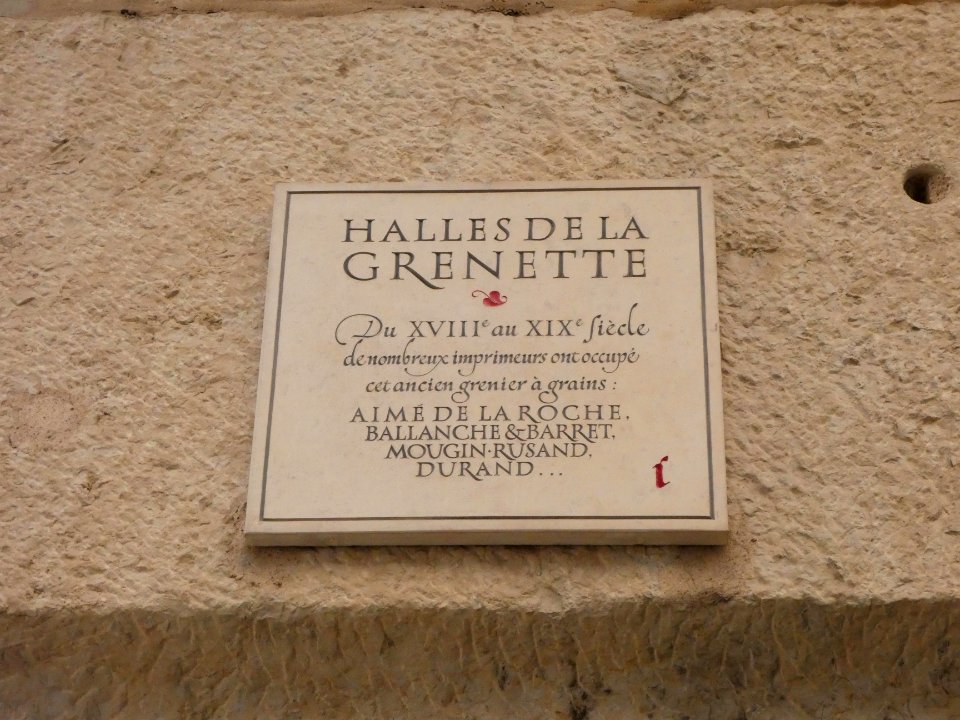 HALLES DE LA
GRENETTE
Du XVIIIe au XIXe siècle
de nombreux imprimeurs ont occupé
cet ancien grenier à grains :
AIMÉ DE LA ROCHE,
BALLANCHE & BARRET,
MOUGIN-RUSAND,
DURAND...